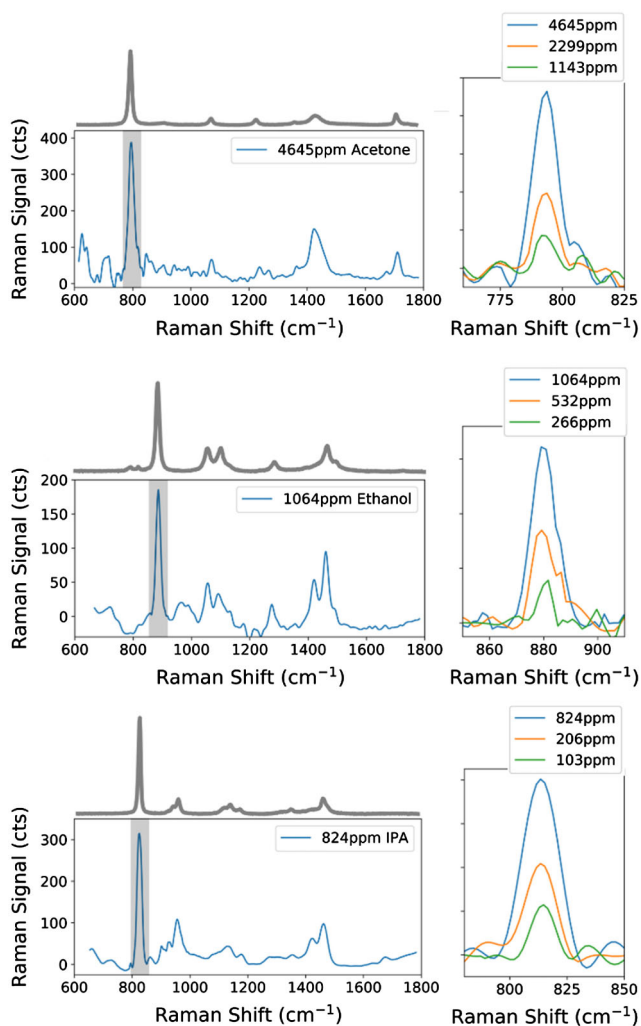 4645ppm
2299ppm
1143ppm
4645ppm Acetone
Raman Signal (cts)
400
300
200
100
0
600 800 1000 1200 1400 1600 1800
Raman Shift (cm⁻¹)
775 800 825
Raman Shift (cm⁻¹)
1064ppm
532ppm
266ppm
1064ppm Ethanol
Raman Signal (cts)
200
150
100
50
0
600 800 1000 1200 1400 1600 1800
Raman Shift (cm⁻¹)
860 880 900
Raman Shift (cm⁻¹)
824ppm
206ppm
103ppm
824ppm IPA
Raman Signal (cts)
300
200
100
0
600 800 1000 1200 1400 1600 1800
Raman Shift (cm⁻¹)
800 825 850
Raman Shift (cm⁻¹)